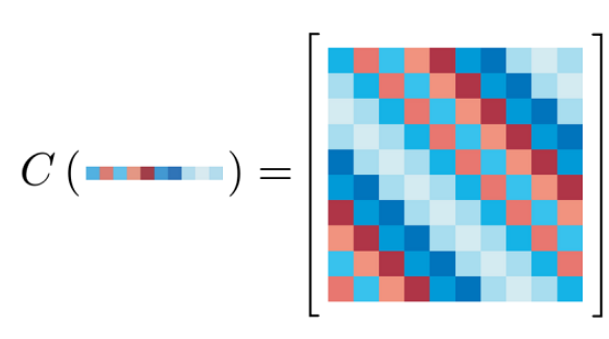 C ( ) =